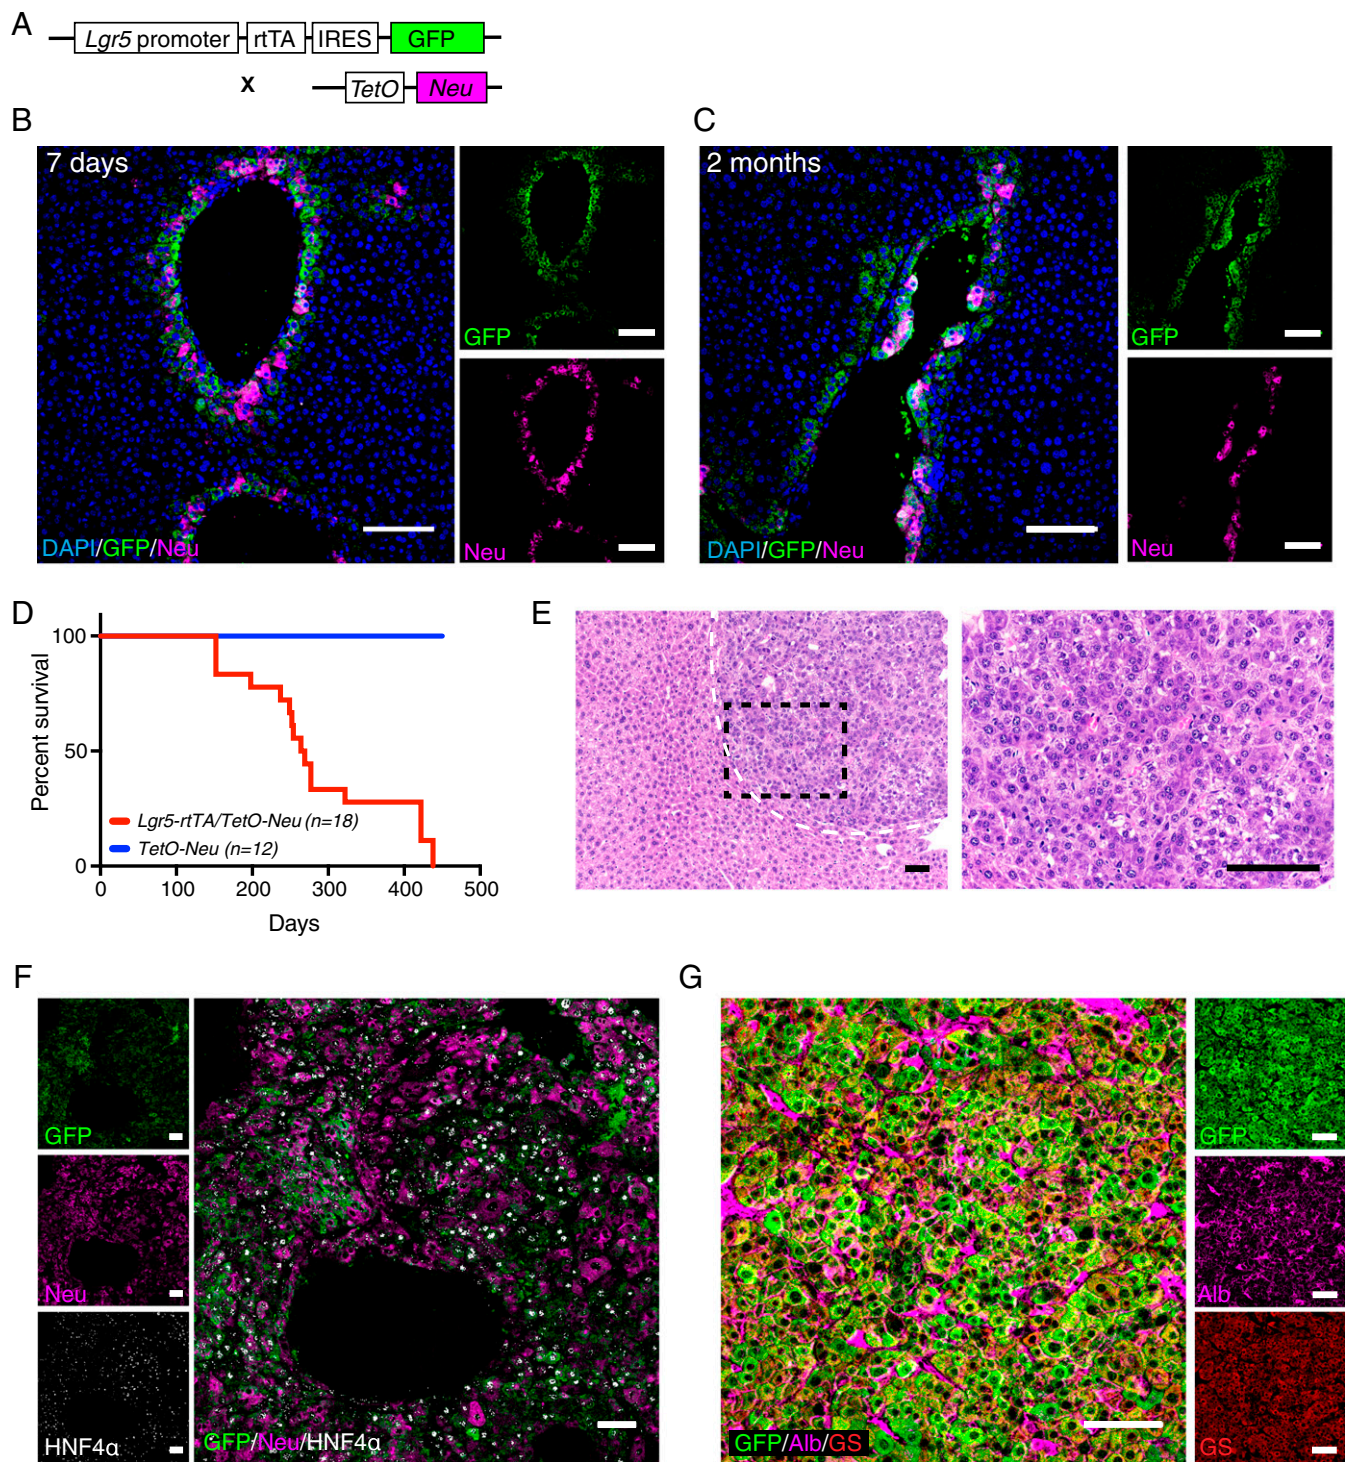 A
Lgr5 promoter rtTA IRES GFP
X
TetO Neu
B
7 days
GFP
DAPI/GFP/Neu
Neu
C
2 months
GFP
DAPI/GFP/Neu
Neu
D
Percent survival
100
50
0
Lgr5-rtTA/TetO-Neu (n=18)
TetO-Neu (n=12)
0 100 200 300 400 500
Days
E
F
GFP
Neu
HNF4α
GFP/Neu/HNF4α
G
GFP/Alb/GS
GFP
Alb
GS